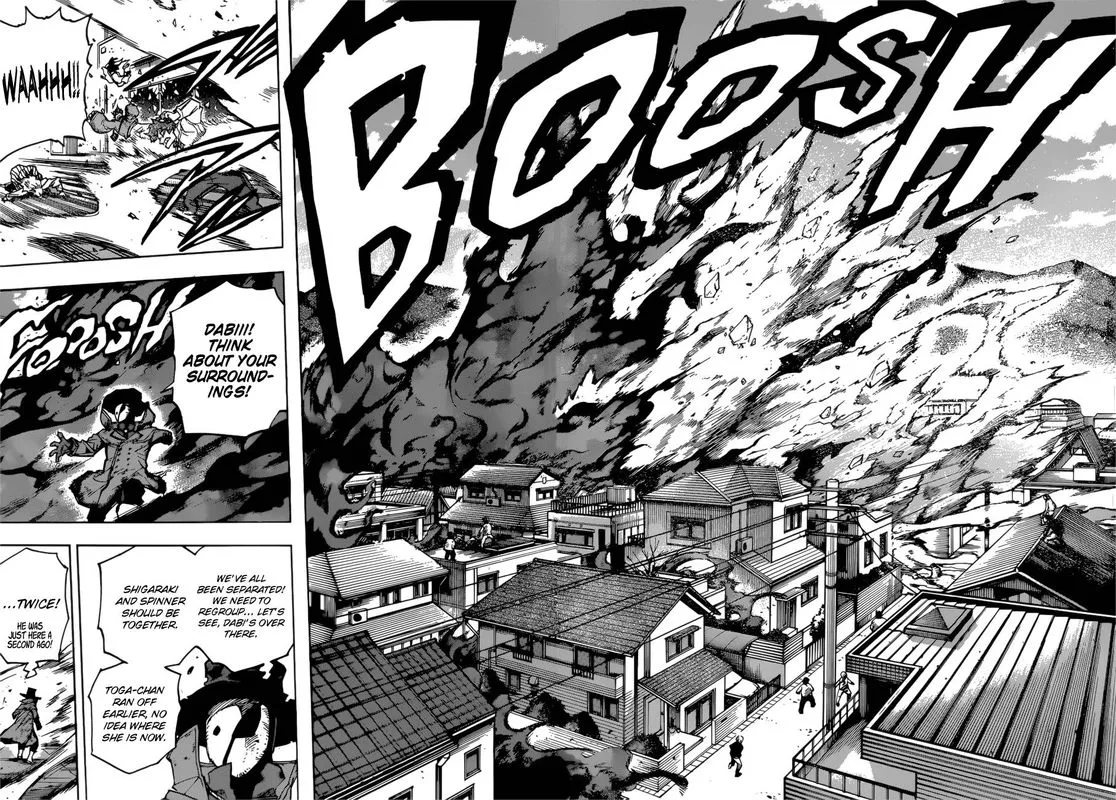 BOOSH
WAAHHH!!
DABIII!
THINK
ABOUT YOUR
SURROUND-
INGS!
FOOOSH
WE'VE ALL
BEEN SEPARATED!
WE NEED TO
REGROUP... LET'S
SEE, DABI'S OVER
THERE.
SHIGARAKI
AND SPINNER
SHOULD BE
TOGETHER.
TOGA-CHAN
RAN OFF
EARLIER, NO
IDEA WHERE
SHE IS NOW.
...TWICE!
HE WAS
JUST HERE A
SECOND AGO!